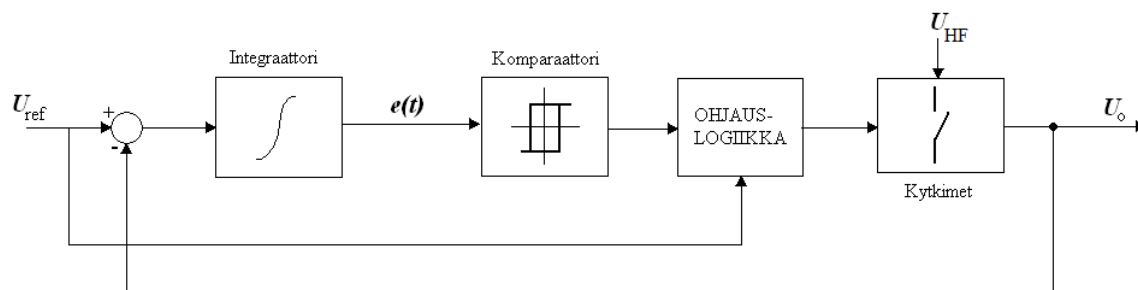 Integraattori
Komparaattori
U_HF
U_ref
+
-
e(t)
OHJAUS-
LOGIIKKA
U_o
Kytkimet